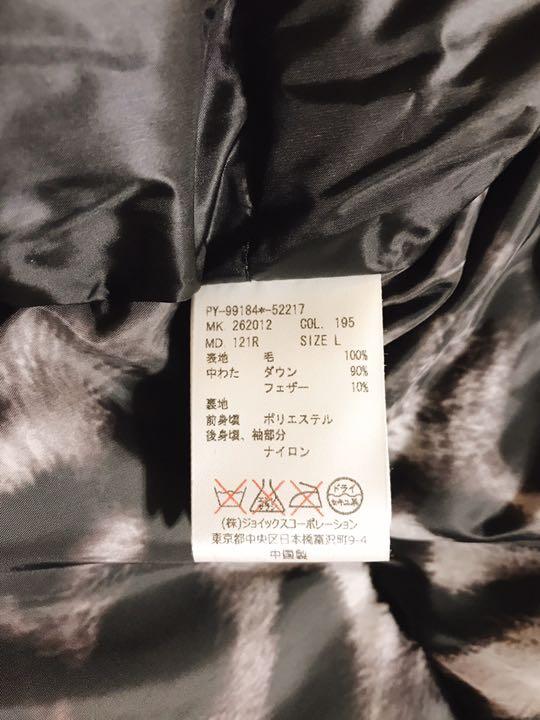 PY-99184*-52217
MK. 262012 COL. 195
MD. 121R SIZE L
表地 毛 100%
中わた ダウン 90%
フェザー 10%
裏地
前身頃 ポリエステル
後身頃、袖部分
ナイロン
ドライ
セキユ系
(株)ジョイックスコーポレーション
東京都中央区日本橋富沢町9-4
中国製